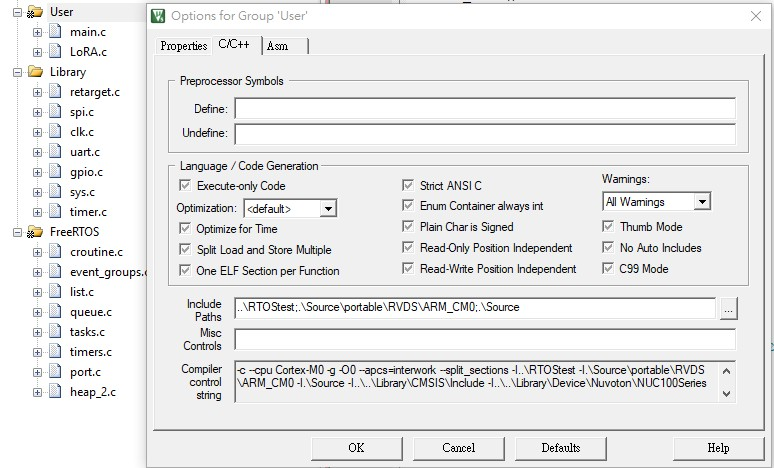 User
main.c
LoRA.c
Library
retarget.c
spi.c
clk.c
uart.c
gpio.c
sys.c
timer.c
FreeRTOS
croutine.c
event_groups.c
list.c
queue.c
tasks.c
timers.c
port.c
heap_2.c
Options for Group 'User'
Properties C/C++ Asm
Preprocessor Symbols
Define:
Undefine:
Language / Code Generation
Execute-only Code
Optimization: <default>
Optimize for Time
Split Load and Store Multiple
One ELF Section per Function
Strict ANSI C
Enum Container always int
Plain Char is Signed
Read-Only Position Independent
Read-Write Position Independent
Warnings:
All Warnings
Thumb Mode
No Auto Includes
C99 Mode
Include
Paths
..\RTOStest;.\Source\portable\RVDS\ARM_CM0;.\Source
...
Misc
Controls
Compiler
control
string
-c --cpu Cortex-M0 -g -O0 --apcs=interwork --split_sections -I..\RTOStest -I.\Source\portable\RVDS
\ARM_CM0 -I.\Source -I..\..\Library\CMSIS\Include -I..\..\Library\Device\Nuvoton\NUC100Series
OK Cancel Defaults Help